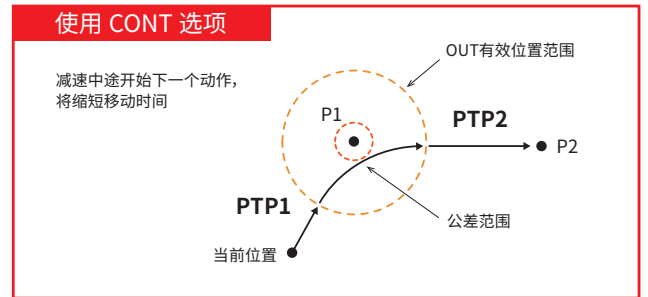 使用 CONT 选项
减速中途开始下一个动作，
将缩短移动时间
OUT有效位置范围
P1
PTP2
P2
PTP1
公差范围
当前位置